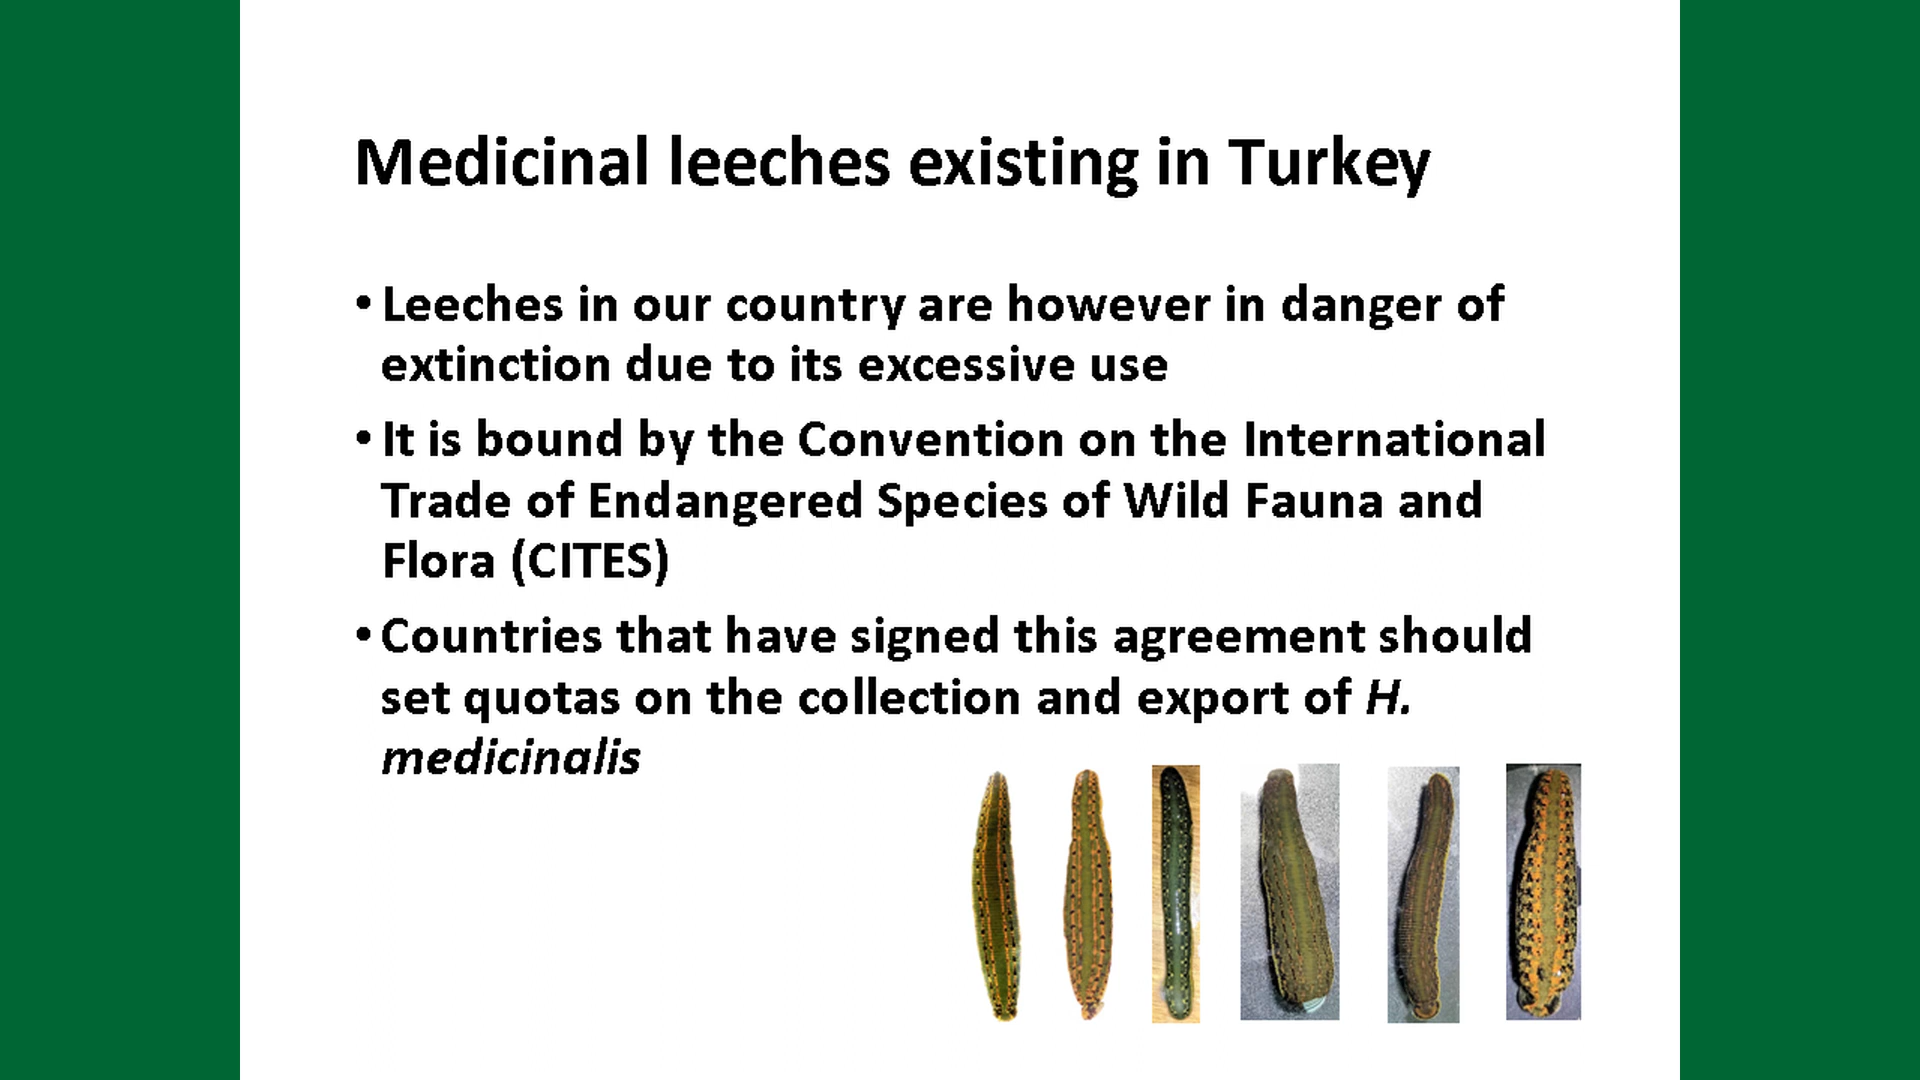 Medicinal leeches existing in Turkey
• Leeches in our country are however in danger of
extinction due to its excessive use
• It is bound by the Convention on the International
Trade of Endangered Species of Wild Fauna and
Flora (CITES)
• Countries that have signed this agreement should
set quotas on the collection and export of H.
medicinalis